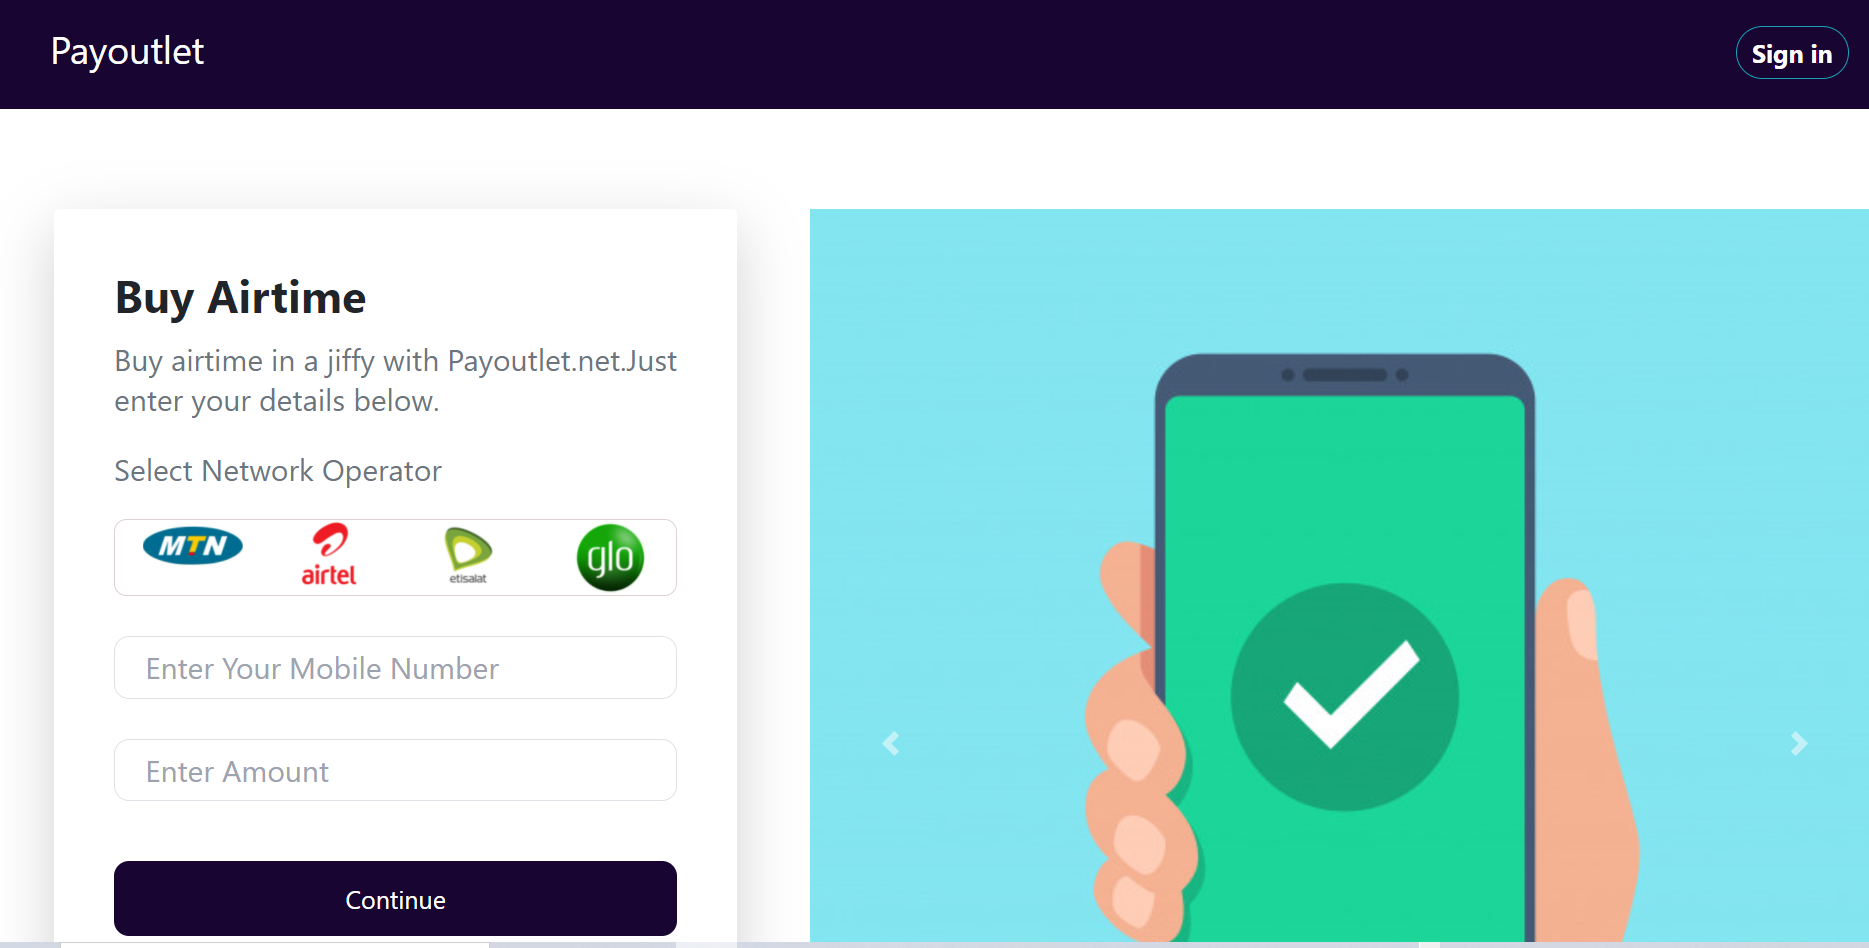 Payoutlet
Sign in
Buy Airtime
Buy airtime in a jiffy with Payoutlet.net.Just
enter your details below.
Select Network Operator
MTN
airtel
etisalat
glo
Enter Your Mobile Number
Enter Amount
Continue